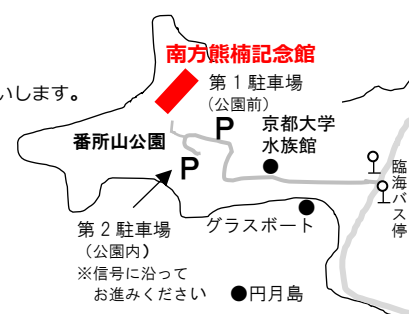 南方熊楠記念館
いします。
第１駐車場
（公園前）
P
京都大学
水族館
番所山公園
P
臨海バス停
第２駐車場
（公園内）
※信号に沿って
お進みください
グラスボート
●円月島